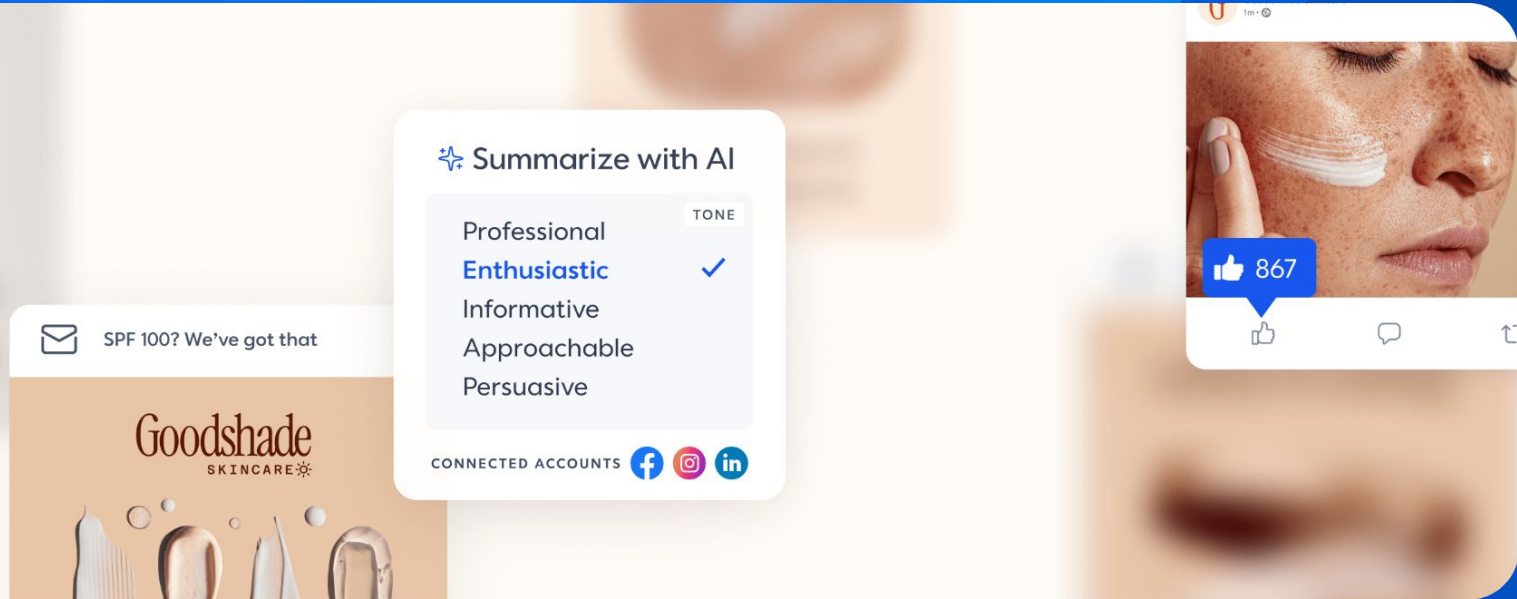 Summarize with AI
TONE
Professional
Enthusiastic
Informative
Approachable
Persuasive
CONNECTED ACCOUNTS
SPF 100? We've got that
Goodshade
SKINCARE
1m
867